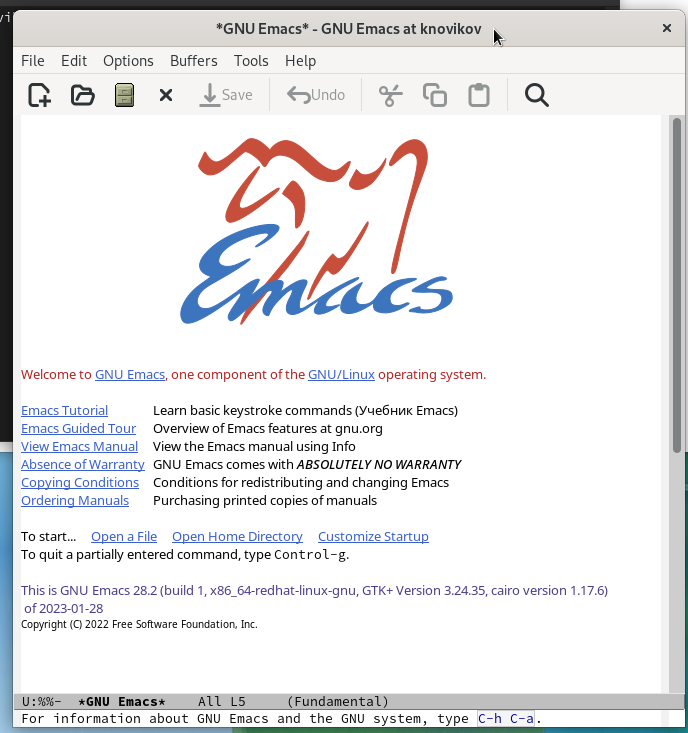 vi
*GNU Emacs* - GNU Emacs at knovikov
File Edit Options Buffers Tools Help
Save Undo
Emacs
Welcome to GNU Emacs, one component of the GNU/Linux operating system.
Emacs Tutorial Learn basic keystroke commands (Учебник Emacs)
Emacs Guided Tour Overview of Emacs features at gnu.org
View Emacs Manual View the Emacs manual using Info
Absence of Warranty GNU Emacs comes with ABSOLUTELY NO WARRANTY
Copying Conditions Conditions for redistributing and changing Emacs
Ordering Manuals Purchasing printed copies of manuals
To start... Open a File Open Home Directory Customize Startup
To quit a partially entered command, type Control-g.
This is GNU Emacs 28.2 (build 1, x86_64-redhat-linux-gnu, GTK+ Version 3.24.35, cairo version 1.17.6)
of 2023-01-28
Copyright (C) 2022 Free Software Foundation, Inc.
U:%%- *GNU Emacs* All L5 (Fundamental)
For information about GNU Emacs and the GNU system, type C-h C-a.